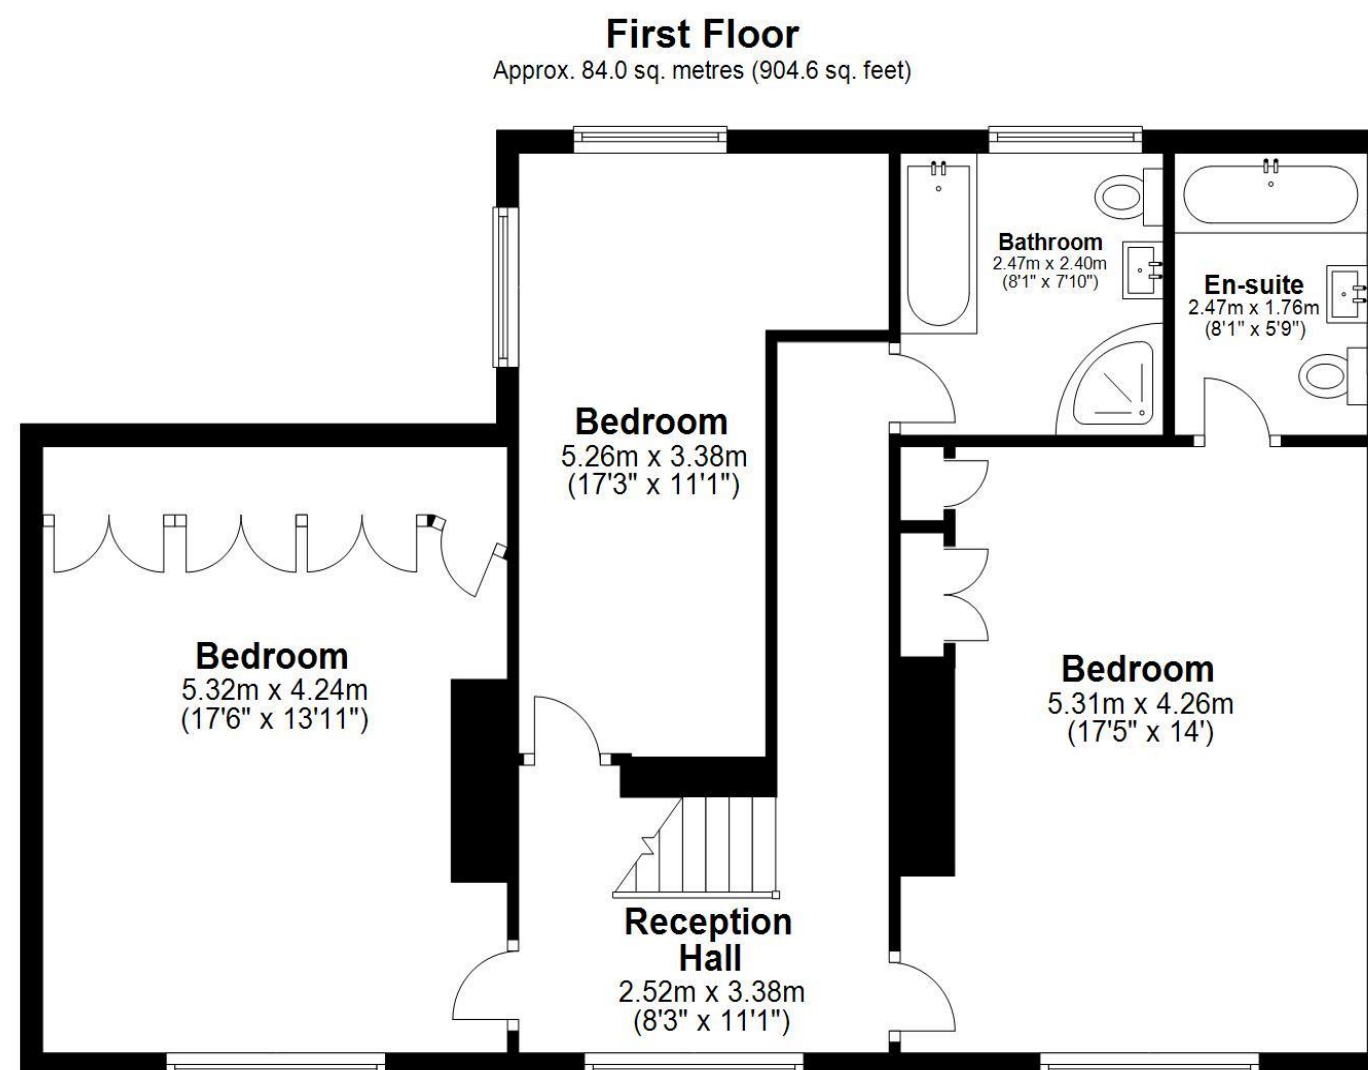 First Floor
Approx. 84.0 sq. metres (904.6 sq. feet)
Bathroom
2.47m x 2.40m
(8'1" x 7'10")
En-suite
2.47m x 1.76m
(8'1" x 5'9")
Bedroom
5.26m x 3.38m
(17'3" x 11'1")
Bedroom
5.32m x 4.24m
(17'6" x 13'11")
Bedroom
5.31m x 4.26m
(17'5" x 14')
Reception
Hall
2.52m x 3.38m
(8'3" x 11'1")